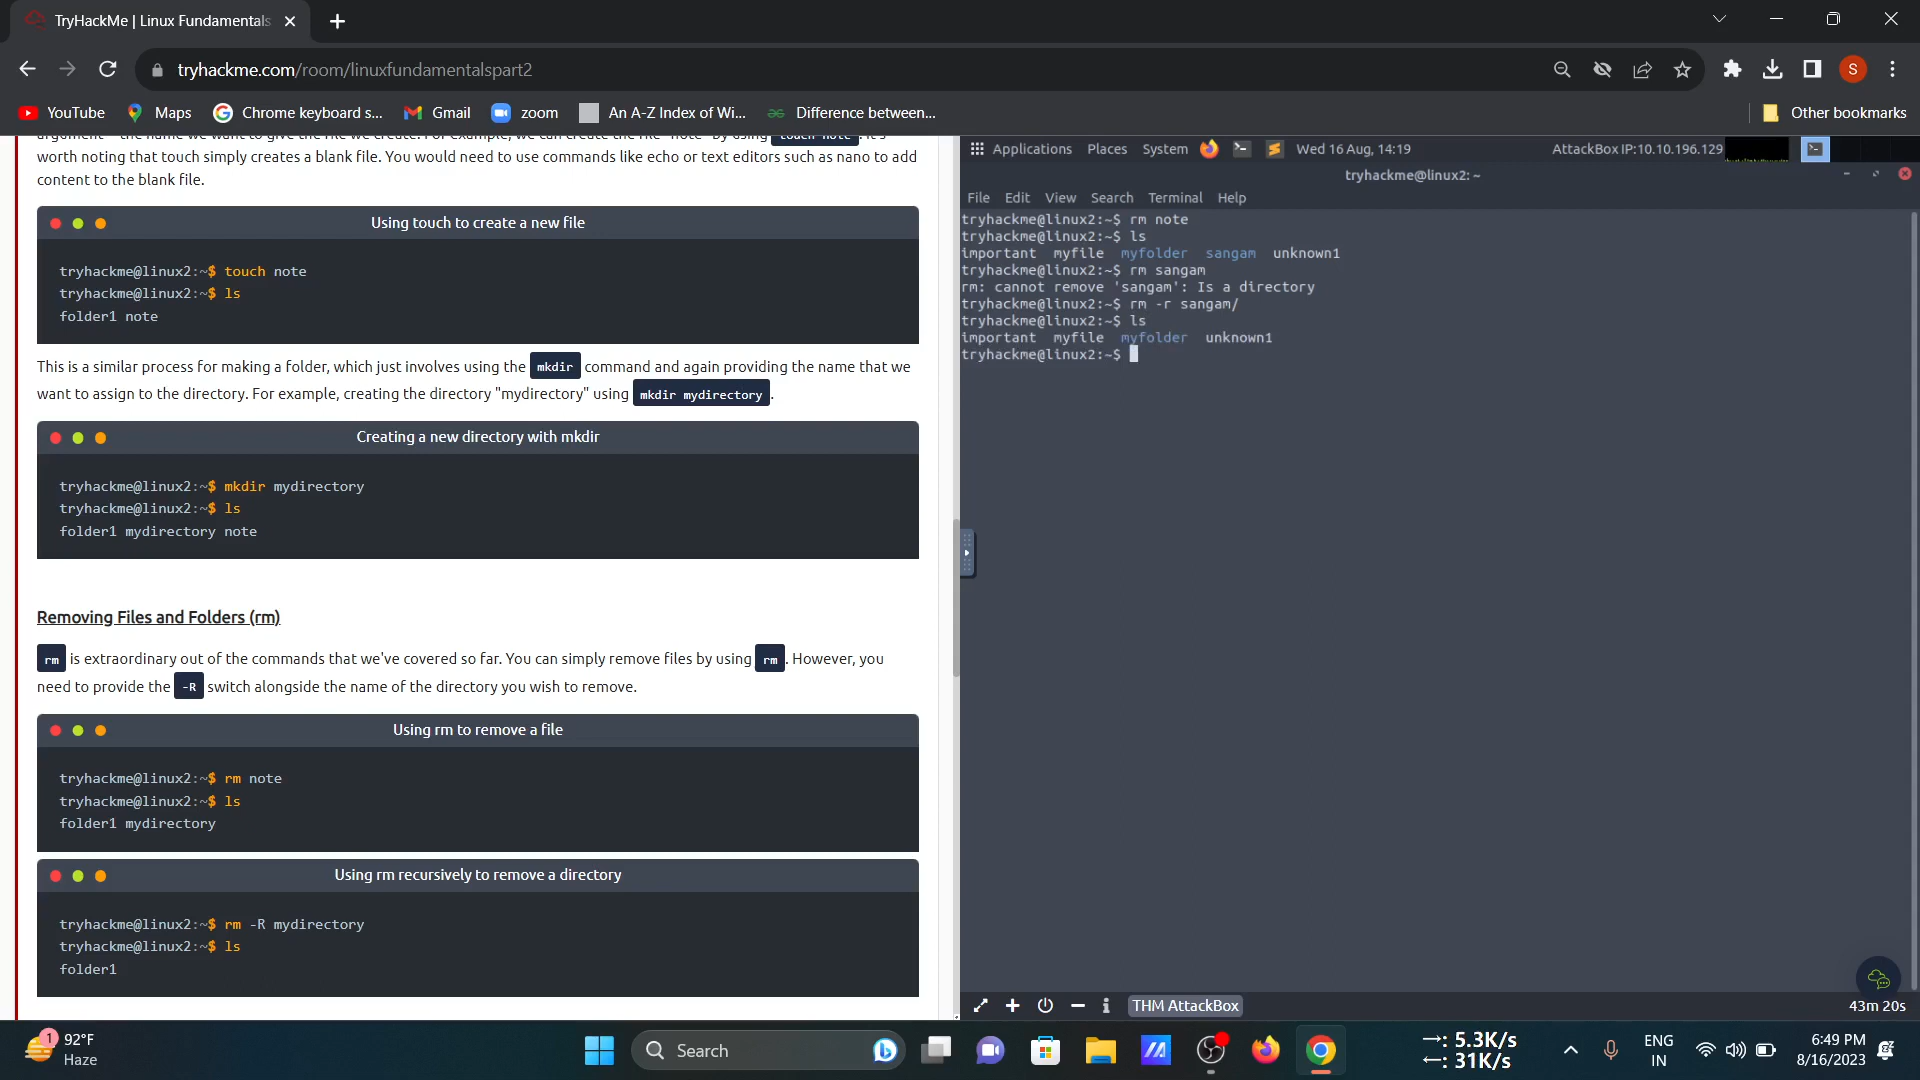 TryHackMe | Linux Fundamentals
tryhackme.com/room/linuxfundamentalspart2
S
YouTube
Maps
Chrome keyboard s...
Gmail
zoom
An A-Z Index of Wi...
Difference between...
Other bookmarks
worth noting that touch simply creates a blank file. You would need to use commands like echo or text editors such as nano to add
content to the blank file.
Using touch to create a new file
tryhackme@linux2:~$ touch note
tryhackme@linux2:~$ ls
folder1 note
This is a similar process for making a folder, which just involves using the mkdir command and again providing the name that we
want to assign to the directory. For example, creating the directory "mydirectory" using mkdir mydirectory.
Creating a new directory with mkdir
tryhackme@linux2:~$ mkdir mydirectory
tryhackme@linux2:~$ ls
folder1 mydirectory note
Removing Files and Folders (rm)
rm is extraordinary out of the commands that we've covered so far. You can simply remove files by using rm. However, you
need to provide the -R switch alongside the name of the directory you wish to remove.
Using rm to remove a file
tryhackme@linux2:~$ rm note
tryhackme@linux2:~$ ls
folder1 mydirectory
Using rm recursively to remove a directory
tryhackme@linux2:~$ rm -R mydirectory
tryhackme@linux2:~$ ls
folder1
Applications Places System Wed 16 Aug, 14:19 AttackBox IP:10.10.196.129
tryhackme@linux2: ~
File Edit View Search Terminal Help
tryhackme@linux2:~$ rm note
tryhackme@linux2:~$ ls
important myfile myfolder sangam unknown1
tryhackme@linux2:~$ rm sangam
rm: cannot remove 'sangam': Is a directory
tryhackme@linux2:~$ rm -r sangam/
tryhackme@linux2:~$ ls
important myfile myfolder unknown1
tryhackme@linux2:~$
THM AttackBox
43m 20s
1
92°F
Haze
Search
5.3K/s
31K/s
ENG
IN
6:49 PM
8/16/2023